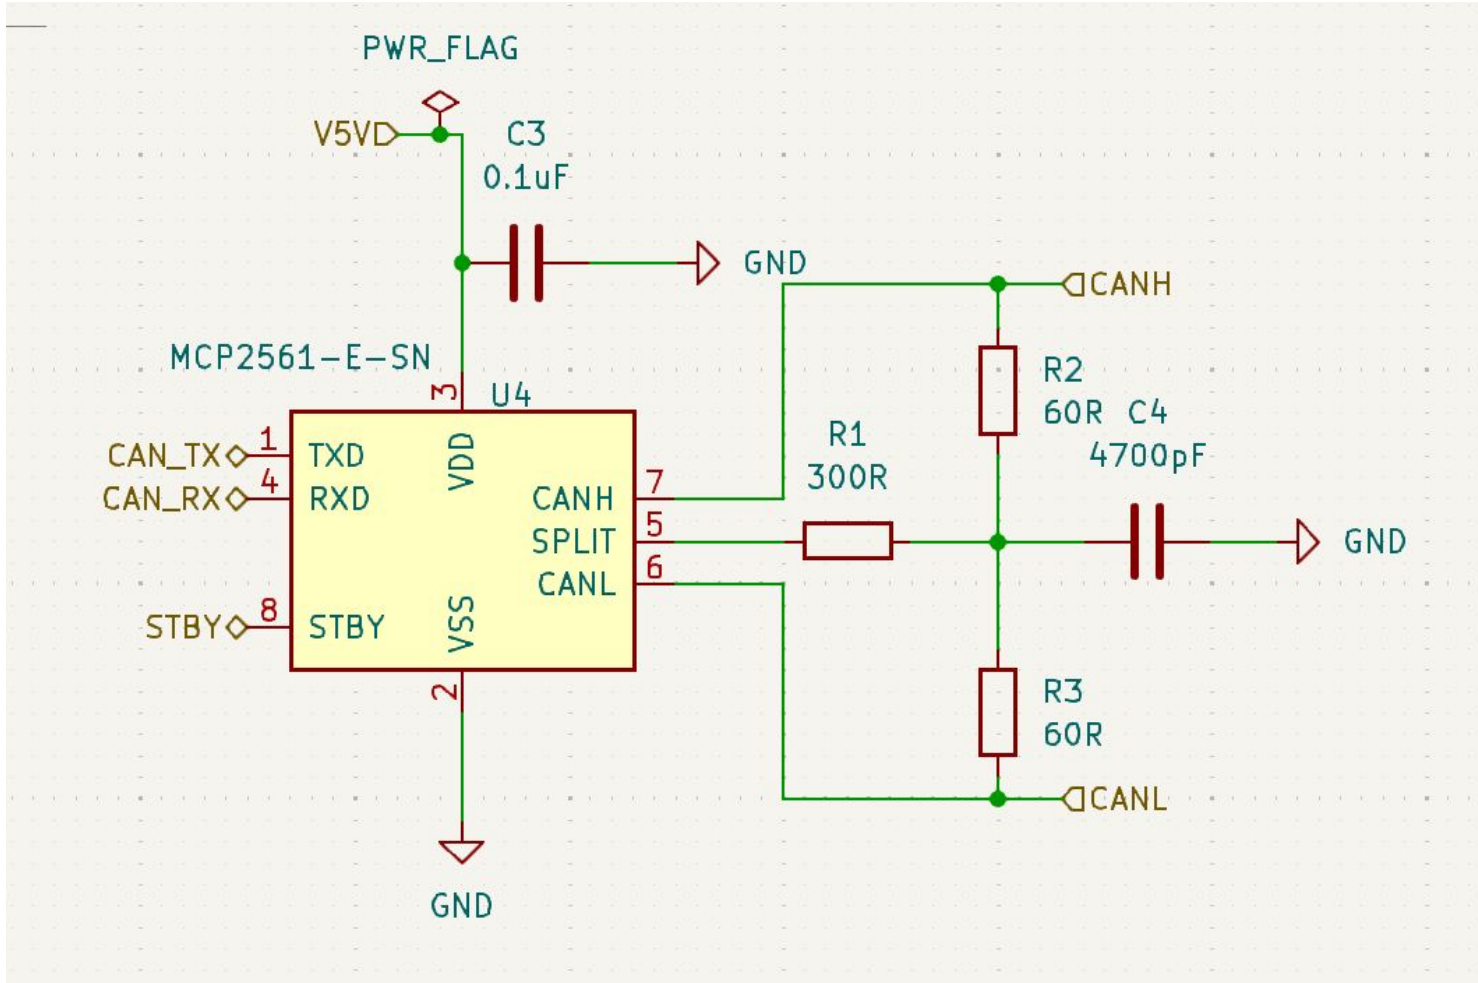 PWR_FLAG
V5V
C3
0.1uF
GND
CANH
MCP2561-E-SN
3
U4
R2
60R
C4
4700pF
R1
300R
CAN_TX
1
TXD
VDD
CAN_RX
4
RXD
CANH
7
SPLIT
5
GND
CANL
6
STBY
8
STBY
VSS
2
R3
60R
CANL
GND